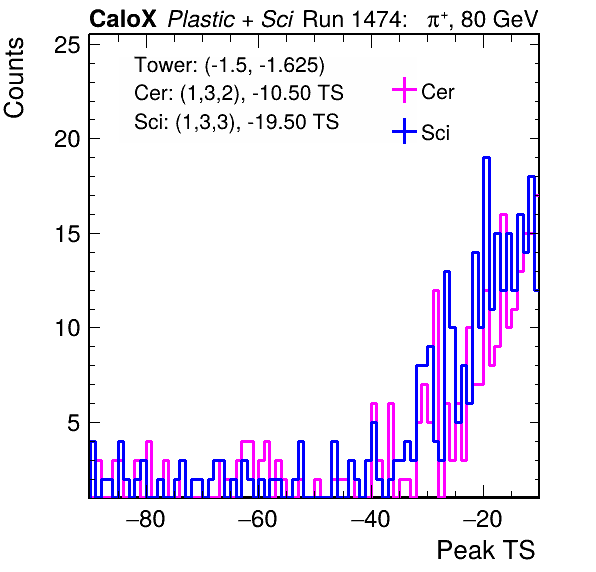 CaloX Plastic + Sci Run 1474: π⁺, 80 GeV
Counts
25
20
15
10
5
Tower: (-1.5, -1.625)
Cer: (1,3,2), -10.50 TS
Sci: (1,3,3), -19.50 TS
Cer
Sci
−80 −60 −40 −20
Peak TS